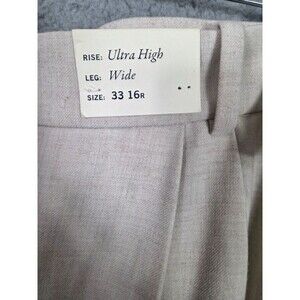 RISE: Ultra High
LEG: Wide
SIZE: 33 16R